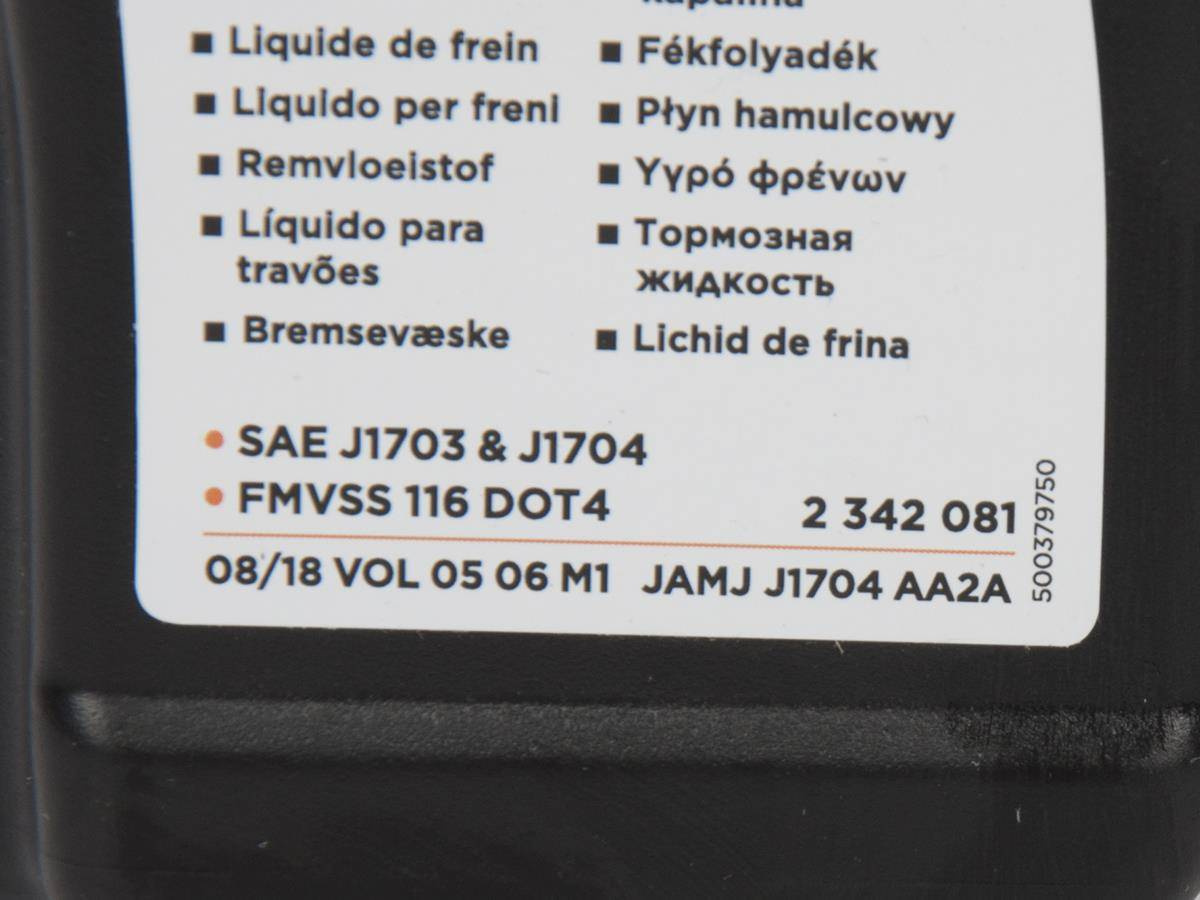 ■ Liquide de frein
■ Liquido per freni
■ Remvloeistof
■ Líquido para
travões
■ Bremsevæske
■ Fékfolyadék
■ Płyn hamulcowy
■ Υγρό φρένων
■ Тормозная
жидкость
■ Lichid de frina
• SAE J1703 & J1704
• FMVSS 116 DOT4
2 342 081
08/18 VOL 05 06 M1 JAMJ J1704 AA2A
500379750